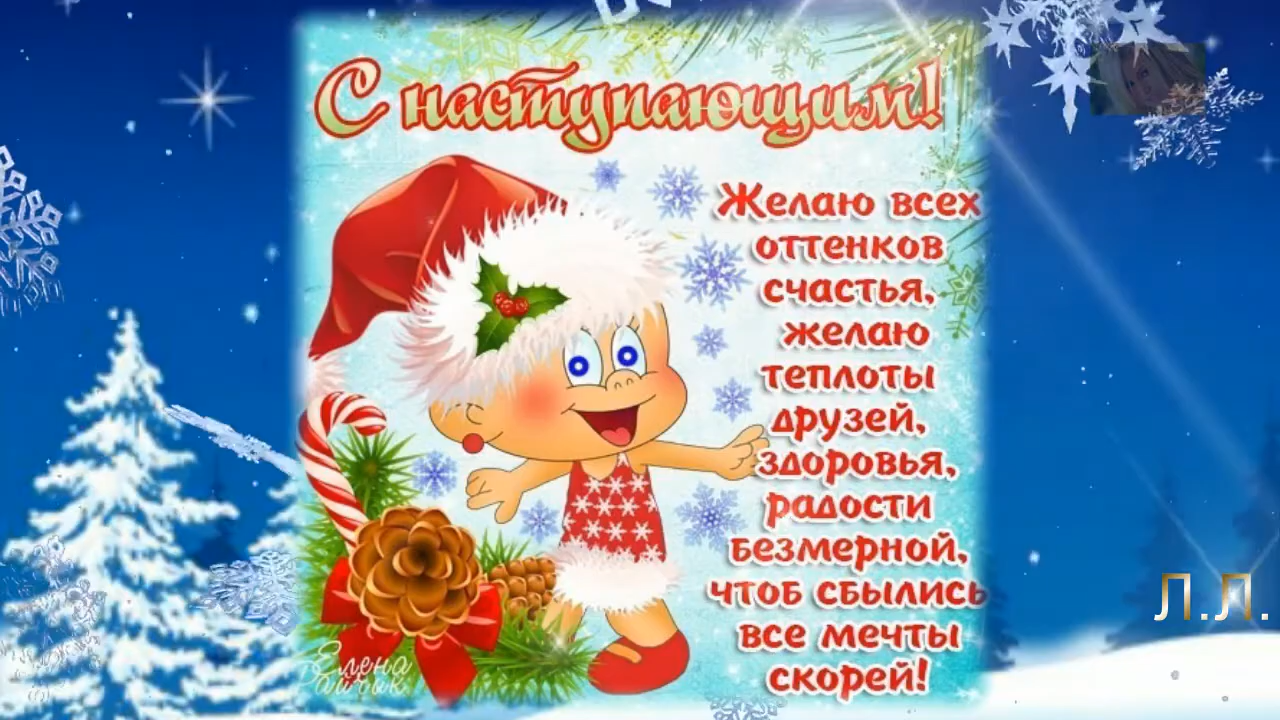 С наступающим!
Желаю всех
оттенков
счастья,
желаю
теплоты
друзей,
здоровья,
радости
безмерной,
чтоб сбылись
все мечты
скорей!
Л.Л.
Елена